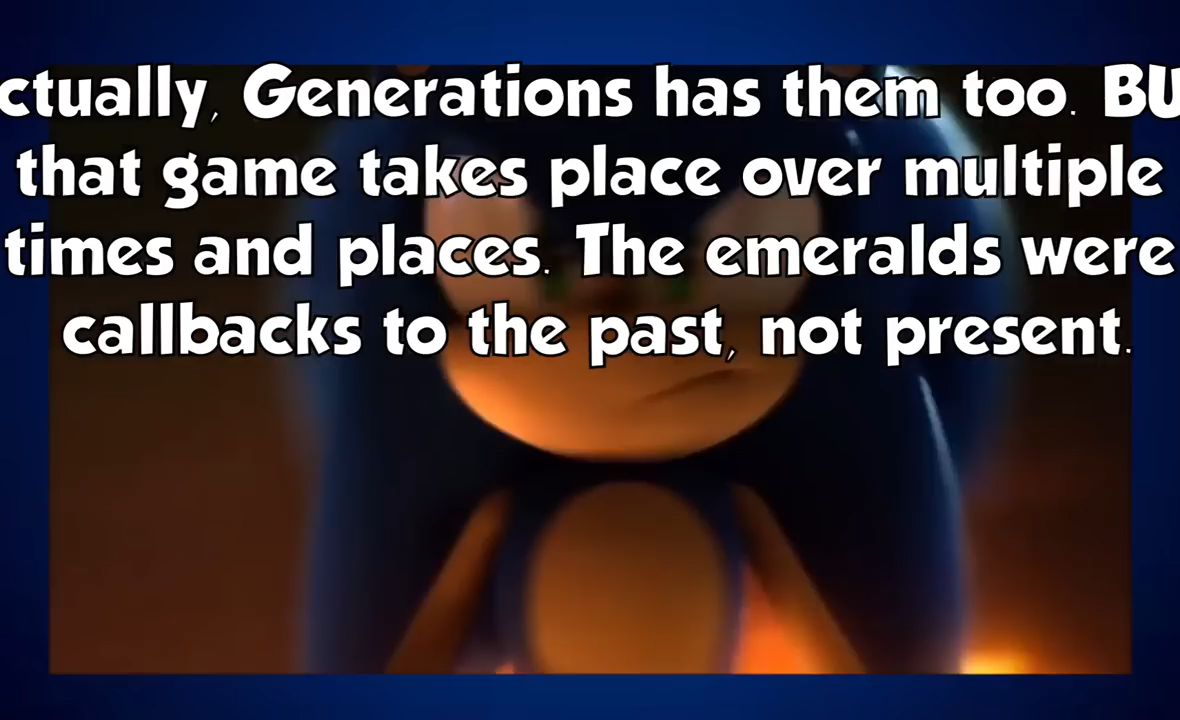 ctually, Generations has them too. BU
that game takes place over multiple
times and places. The emeralds were
callbacks to the past, not present.